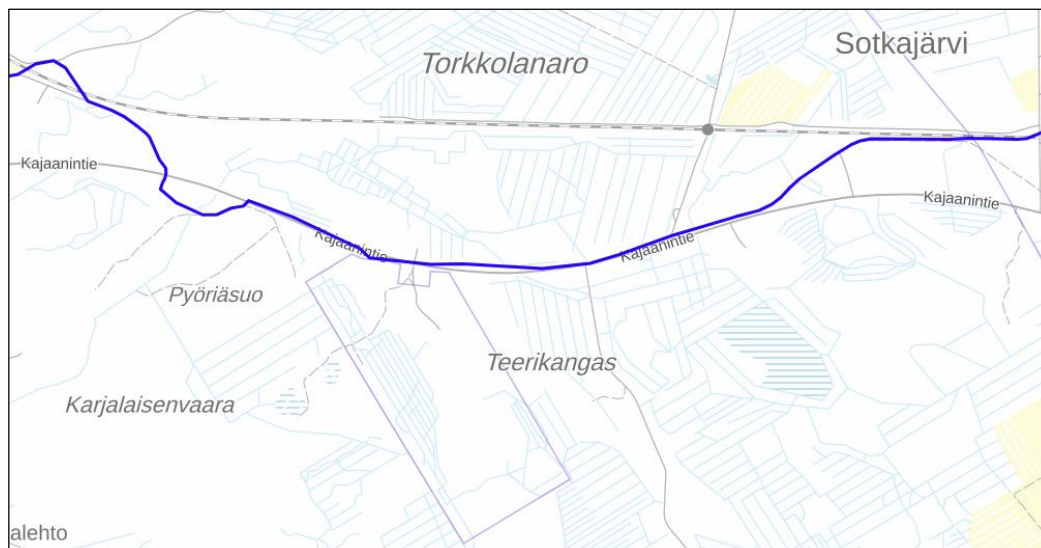 Sotkajärvi
Torkkolanaro
Kajaanintie
Kajaanintie
Kajaanintie
Kajaanintie
Pyöriäsuo
Teerikangas
Karjalaisenvaara
alehto